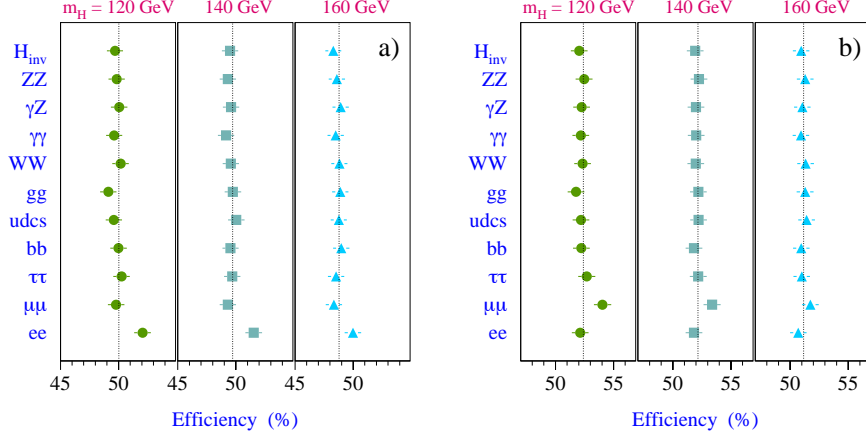 m_H = 120 GeV 140 GeV 160 GeV
a)
H_inv
ZZ
γZ
γγ
WW
gg
udcs
bb
ττ
μμ
ee
45 50 45 50 45 50
Efficiency (%)
m_H = 120 GeV 140 GeV 160 GeV
b)
50 55 50 55 50 55
Efficiency (%)